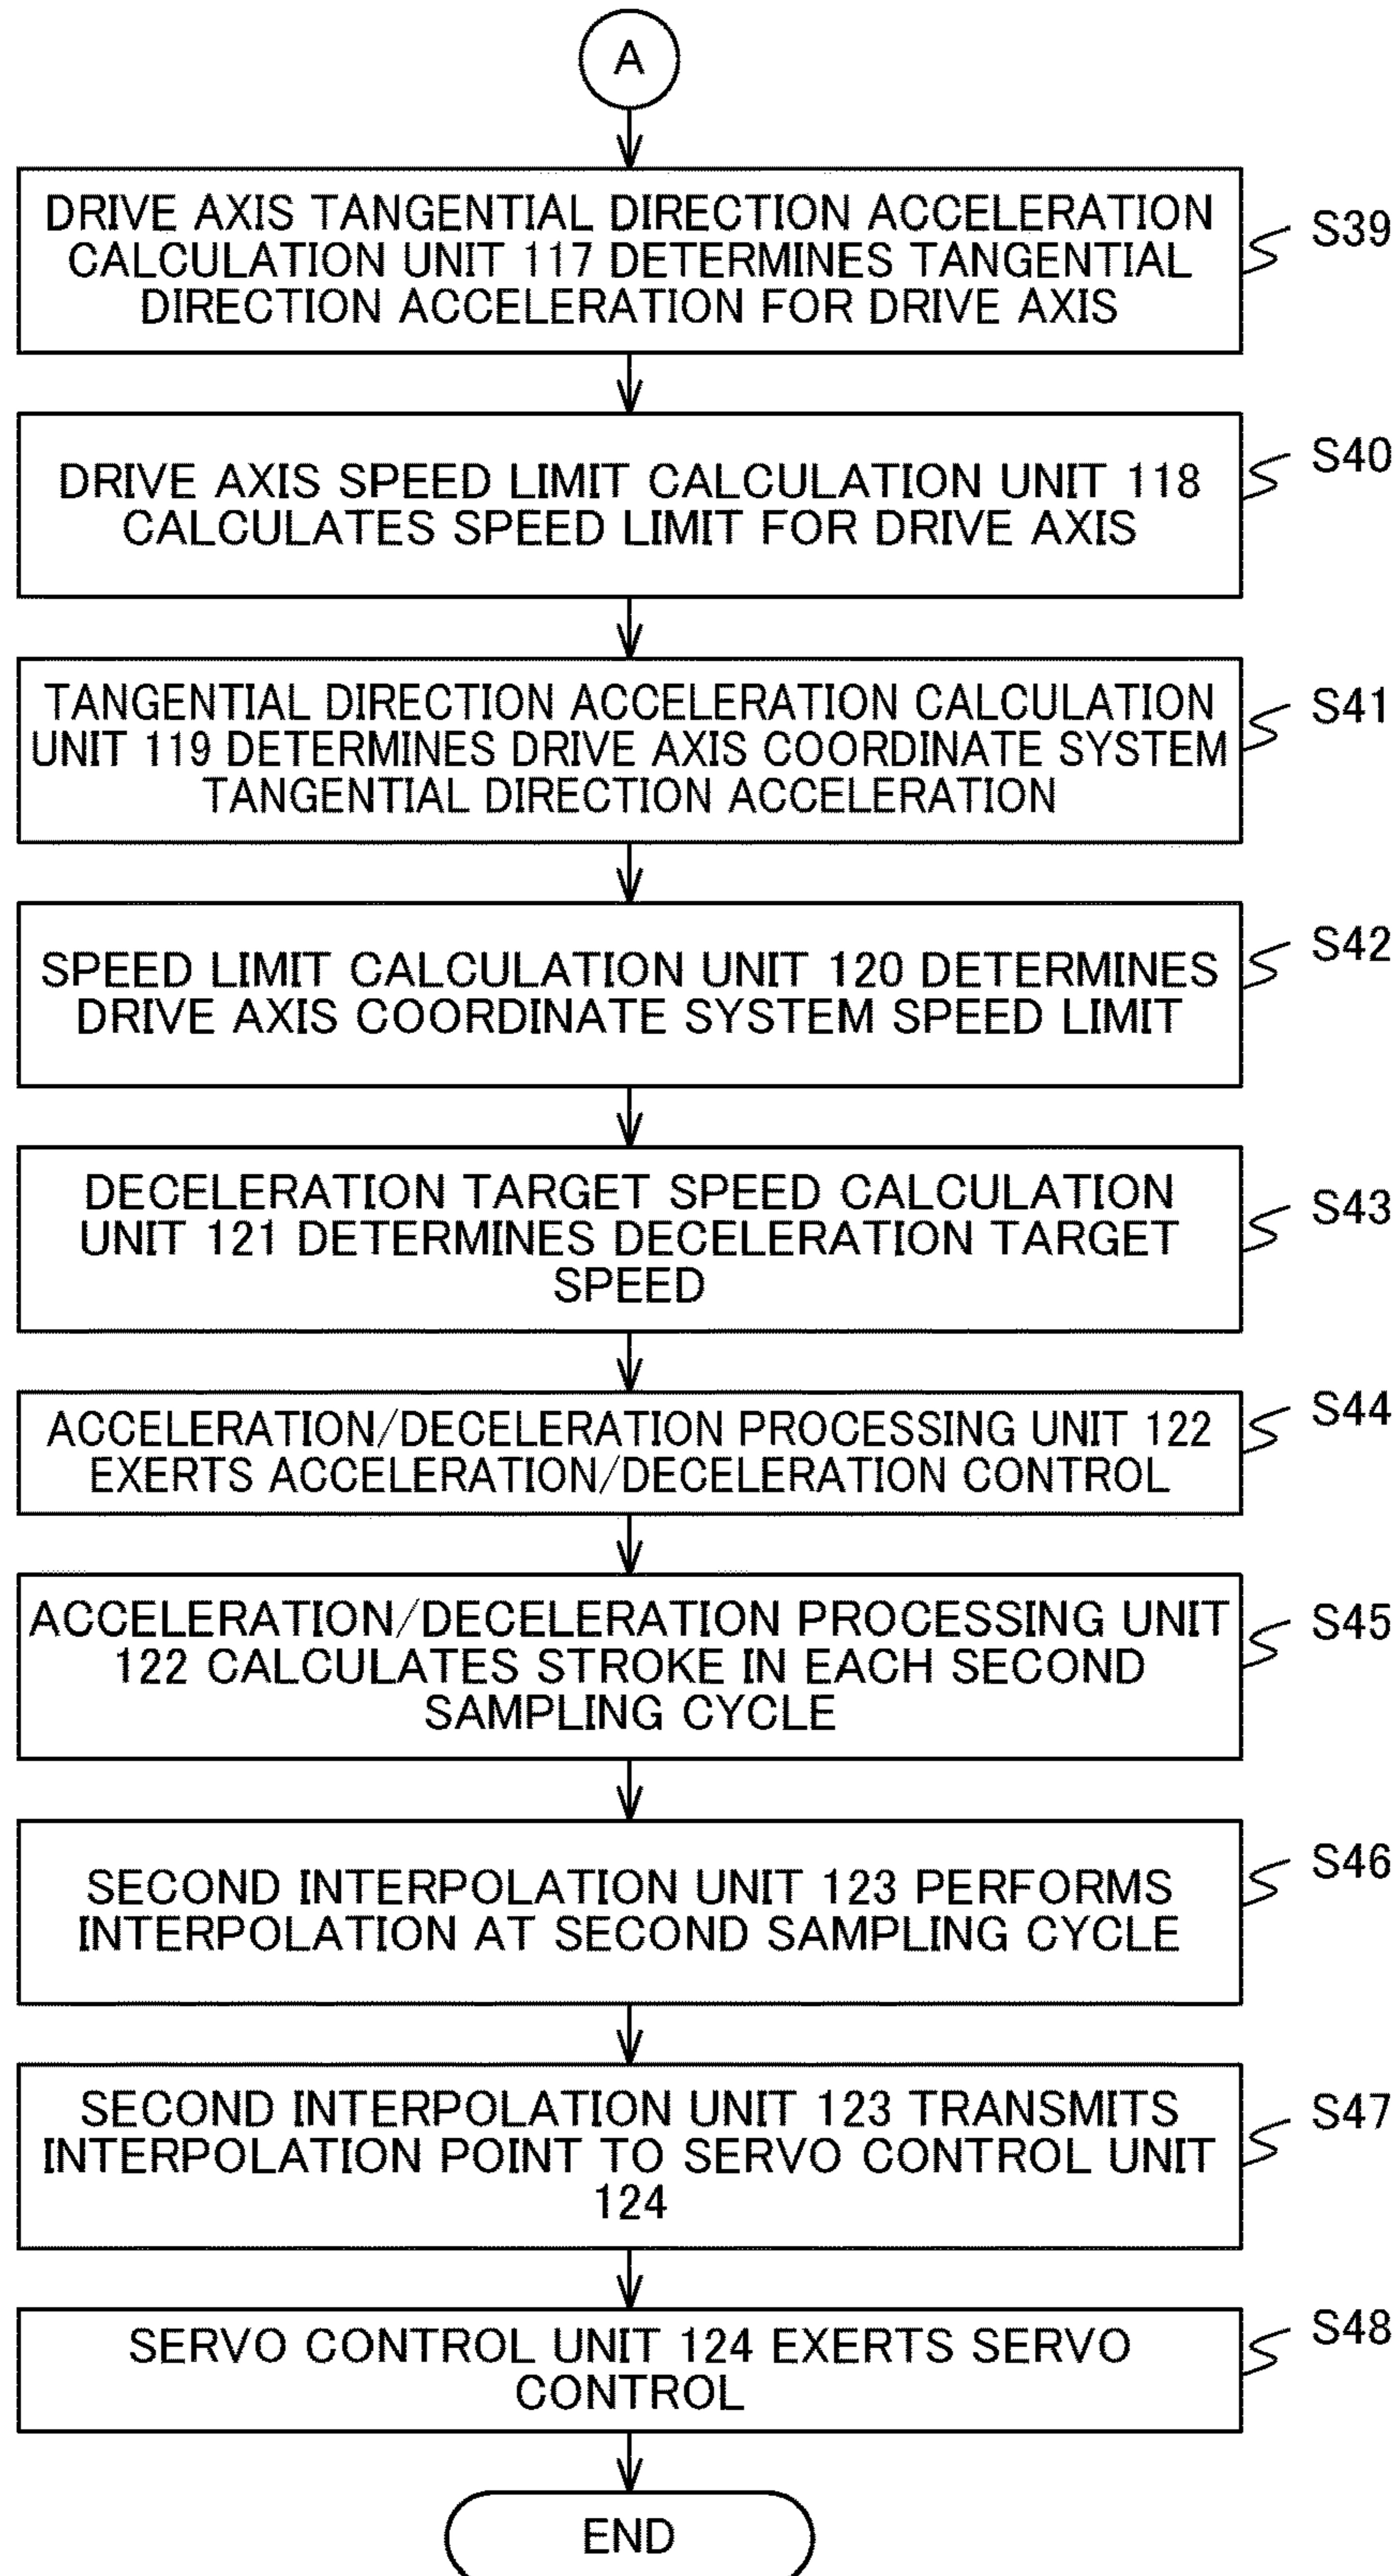 A
DRIVE AXIS TANGENTIAL DIRECTION ACCELERATION
CALCULATION UNIT 117 DETERMINES TANGENTIAL
DIRECTION ACCELERATION FOR DRIVE AXIS
S39
DRIVE AXIS SPEED LIMIT CALCULATION UNIT 118
CALCULATES SPEED LIMIT FOR DRIVE AXIS
S40
TANGENTIAL DIRECTION ACCELERATION CALCULATION
UNIT 119 DETERMINES DRIVE AXIS COORDINATE SYSTEM
TANGENTIAL DIRECTION ACCELERATION
S41
SPEED LIMIT CALCULATION UNIT 120 DETERMINES
DRIVE AXIS COORDINATE SYSTEM SPEED LIMIT
S42
DECELERATION TARGET SPEED CALCULATION
UNIT 121 DETERMINES DECELERATION TARGET
SPEED
S43
ACCELERATION/DECELERATION PROCESSING UNIT 122
EXERTS ACCELERATION/DECELERATION CONTROL
S44
ACCELERATION/DECELERATION PROCESSING UNIT
122 CALCULATES STROKE IN EACH SECOND
SAMPLING CYCLE
S45
SECOND INTERPOLATION UNIT 123 PERFORMS
INTERPOLATION AT SECOND SAMPLING CYCLE
S46
SECOND INTERPOLATION UNIT 123 TRANSMITS
INTERPOLATION POINT TO SERVO CONTROL UNIT
124
S47
SERVO CONTROL UNIT 124 EXERTS SERVO
CONTROL
S48
END